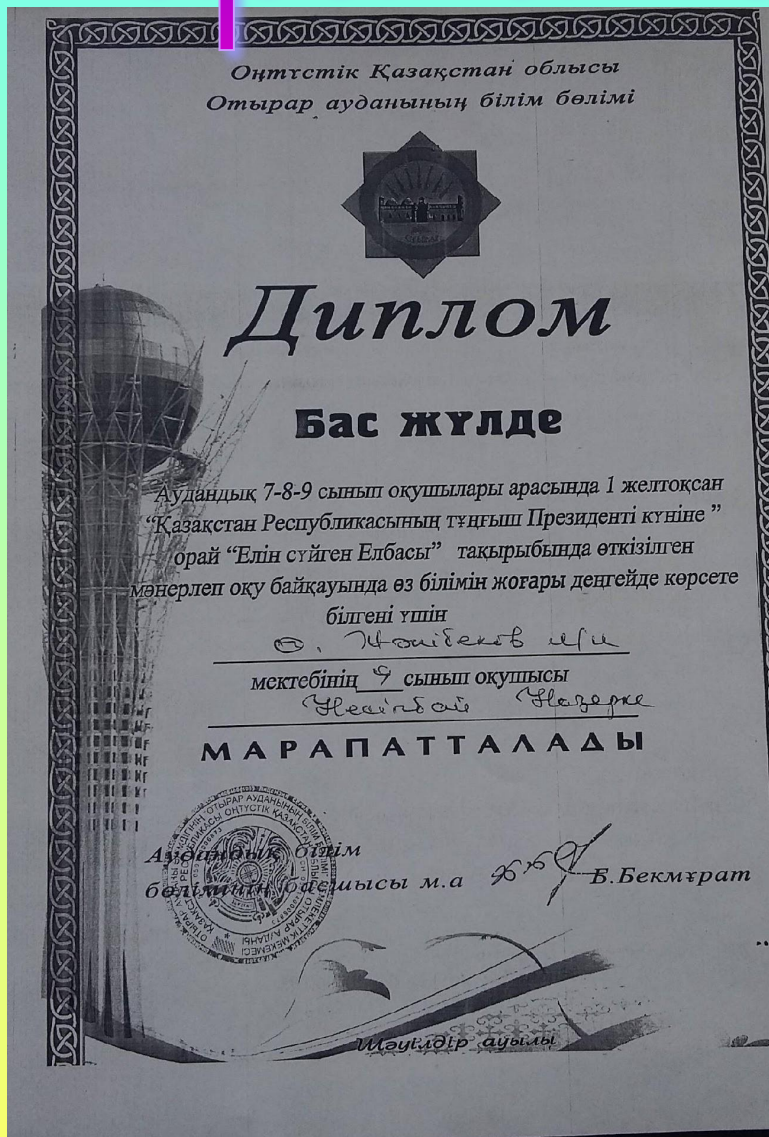 Оңтүстік Қазақстан облысы
Отырар ауданының білім бөлімі
Диплом
Бас жүлде
Аудандық 7-8-9 сынып оқушылары арасында 1 желтоқсан
“Қазақстан Республикасының тұңғыш Президенті күніне ”
орай “Елін сүйген Елбасы” тақырыбында өткізілген
мәнерлеп оқу байқауында өз білімін жоғары деңгейде көрсете
білгені үшін
Ө. Жәнібеков
мектебінің 9 сынып оқушысы
Назерке
МАРАПАТТАЛАДЫ
Аудандық білім
бөлімінің басшысы м.а Б.Бекмұрат
Шәуілдір ауылы